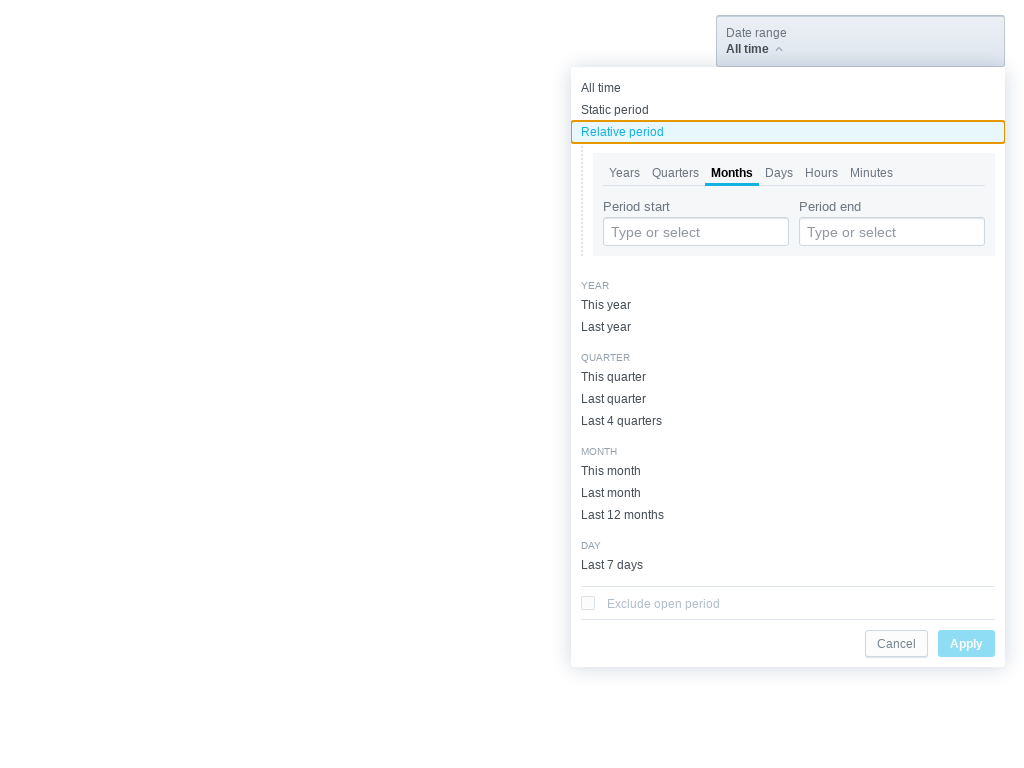 Date range
All time
All time
Static period
Relative period
Years Quarters Months Days Hours Minutes
Period start Period end
Type or select Type or select
YEAR
This year
Last year
QUARTER
This quarter
Last quarter
Last 4 quarters
MONTH
This month
Last month
Last 12 months
DAY
Last 7 days
Exclude open period
Cancel Apply